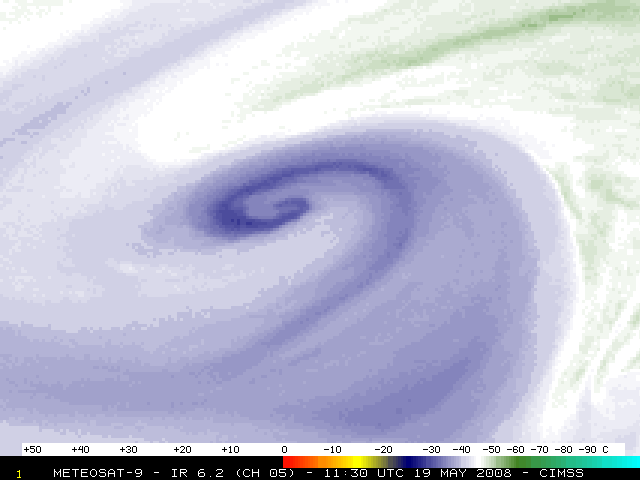 +50 +40 +30 +20 +10 0 -10 -20 -30 -40 -50 -60 -70 -80 -90 C
1 METEOSAT-9 - IR 6.2 (CH 05) - 11:30 UTC 19 MAY 2008 - CIMSS